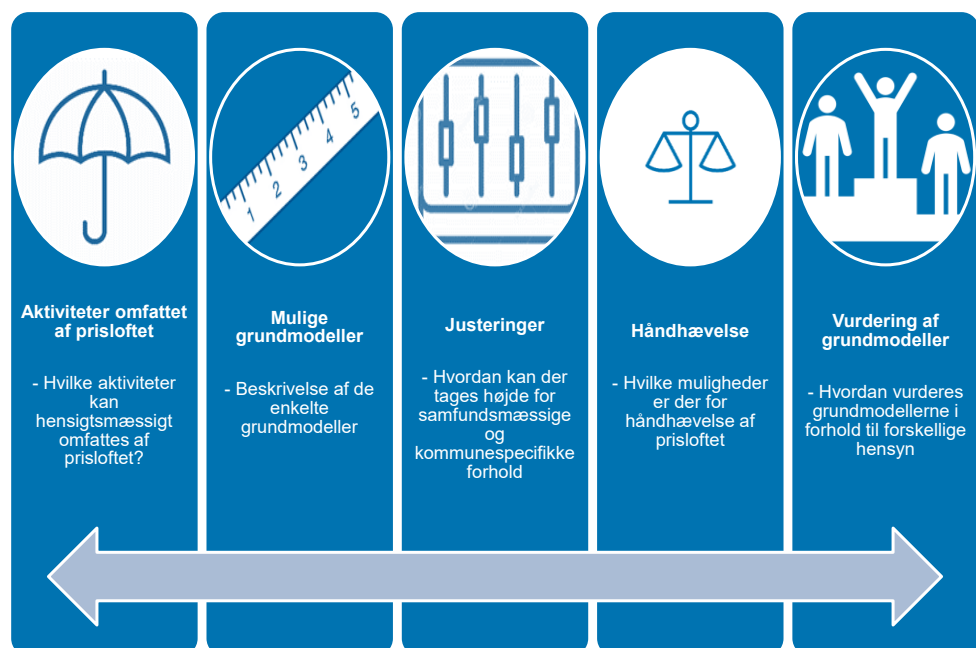 1 2 3 4 5
Aktiviteter omfattet
af prisloftet
- Hvilke aktiviteter
kan
hensigtsmæssigt
omfattes af
prisloftet?
Mulige
grundmodeller
- Beskrivelse af de
enkelte
grundmodeller
Justeringer
- Hvordan kan der
tages højde for
samfundsmæssige
og
kommunespecifikke
forhold
Håndhævelse
- Hvilke muligheder
er der for
håndhævelse af
prisloftet
Vurdering af
grundmodeller
- Hvordan vurderes
grundmodellerne i
forhold til forskellige
hensyn